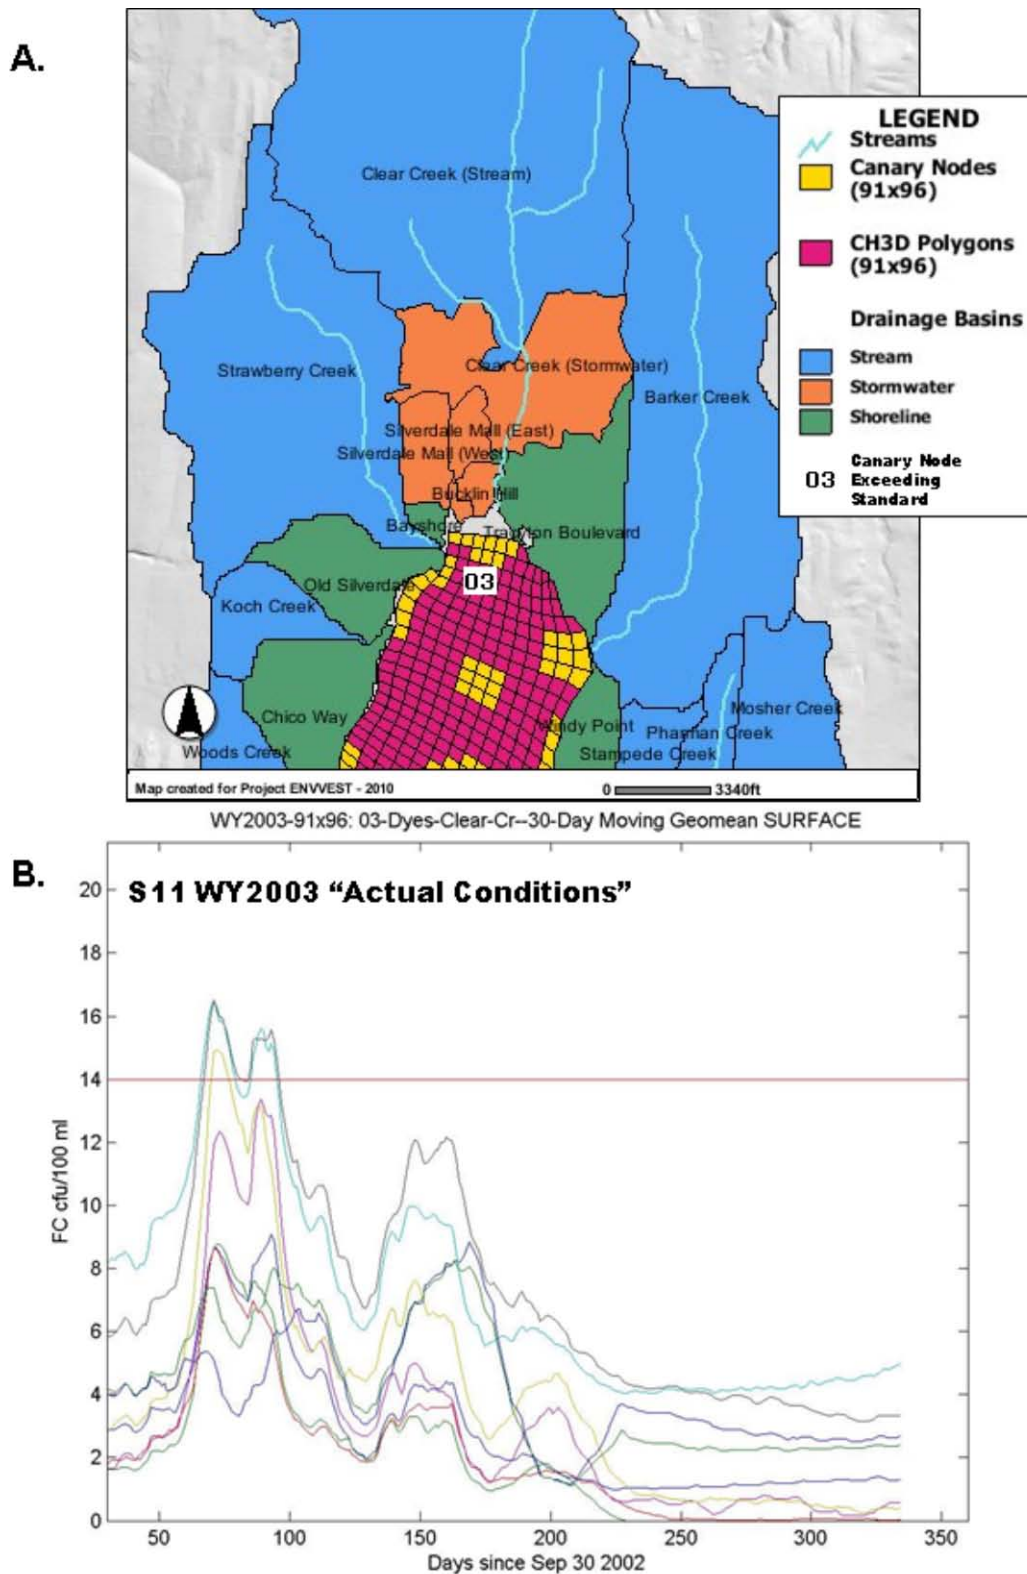 A.
LEGEND
Streams
Canary Nodes
(91x96)
CH3D Polygons
(91x96)
Drainage Basins
Stream
Stormwater
Shoreline
03 Canary Node
Exceeding
Standard
Clear Creek (Stream)
Strawberry Creek
Clear Creek (Stormwater)
Barker Creek
Silverdale Mall (East)
Silverdale Mall (West)
Bucklin Hill
Bayshore
Boulevard
Old Silverdale
03
Koch Creek
Chico Way
Woods Creek
Windy Point
Mosher Creek
Creek
Stampede Creek
Map created for Project ENVVEST - 2010
0 3340ft
WY2003-91x96: 03-Dyes-Clear-Cr--30-Day Moving Geomean SURFACE
B.
S11 WY2003 “Actual Conditions”
FC cfu/100 ml
20
18
16
14
12
10
8
6
4
2
0
50 100 150 200 250 300 350
Days since Sep 30 2002